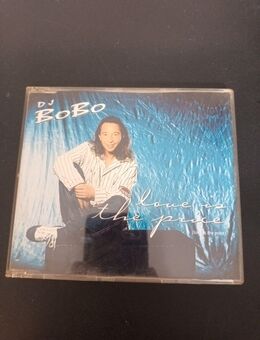 DJ
BoBo
love is
the price